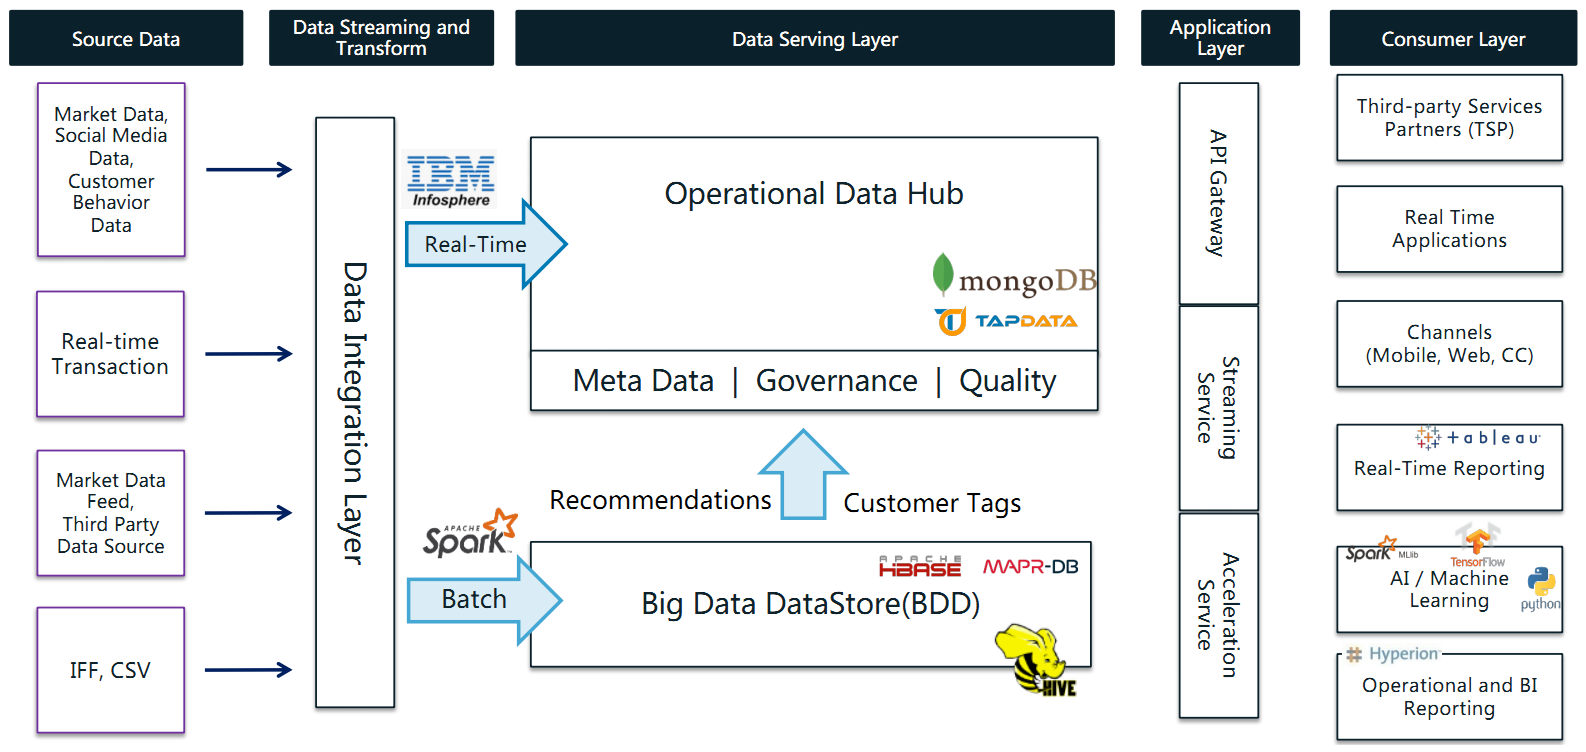 Source Data
Data Streaming and
Transform
Data Serving Layer
Application
Layer
Consumer Layer
Market Data,
Social Media
Data,
Customer
Behavior
Data
Real-time
Transaction
Market Data
Feed,
Third Party
Data Source
IFF, CSV
Data Integration Layer
IBM
Infosphere
Real-Time
APACHE
Spark
Batch
Operational Data Hub
mongoDB
TAPDATA
Meta Data | Governance | Quality
Recommendations
Customer Tags
APACHE
HBASE
MAPR-DB
Big Data DataStore(BDD)
HIVE
API Gateway
Streaming
Service
Acceleration
Service
Third-party Services
Partners (TSP)
Real Time
Applications
Channels
(Mobile, Web, CC)
+ableau
Real-Time Reporting
Spark MLlib
TensorFlow
AI / Machine
Learning
python
Hyperion
Operational and BI
Reporting